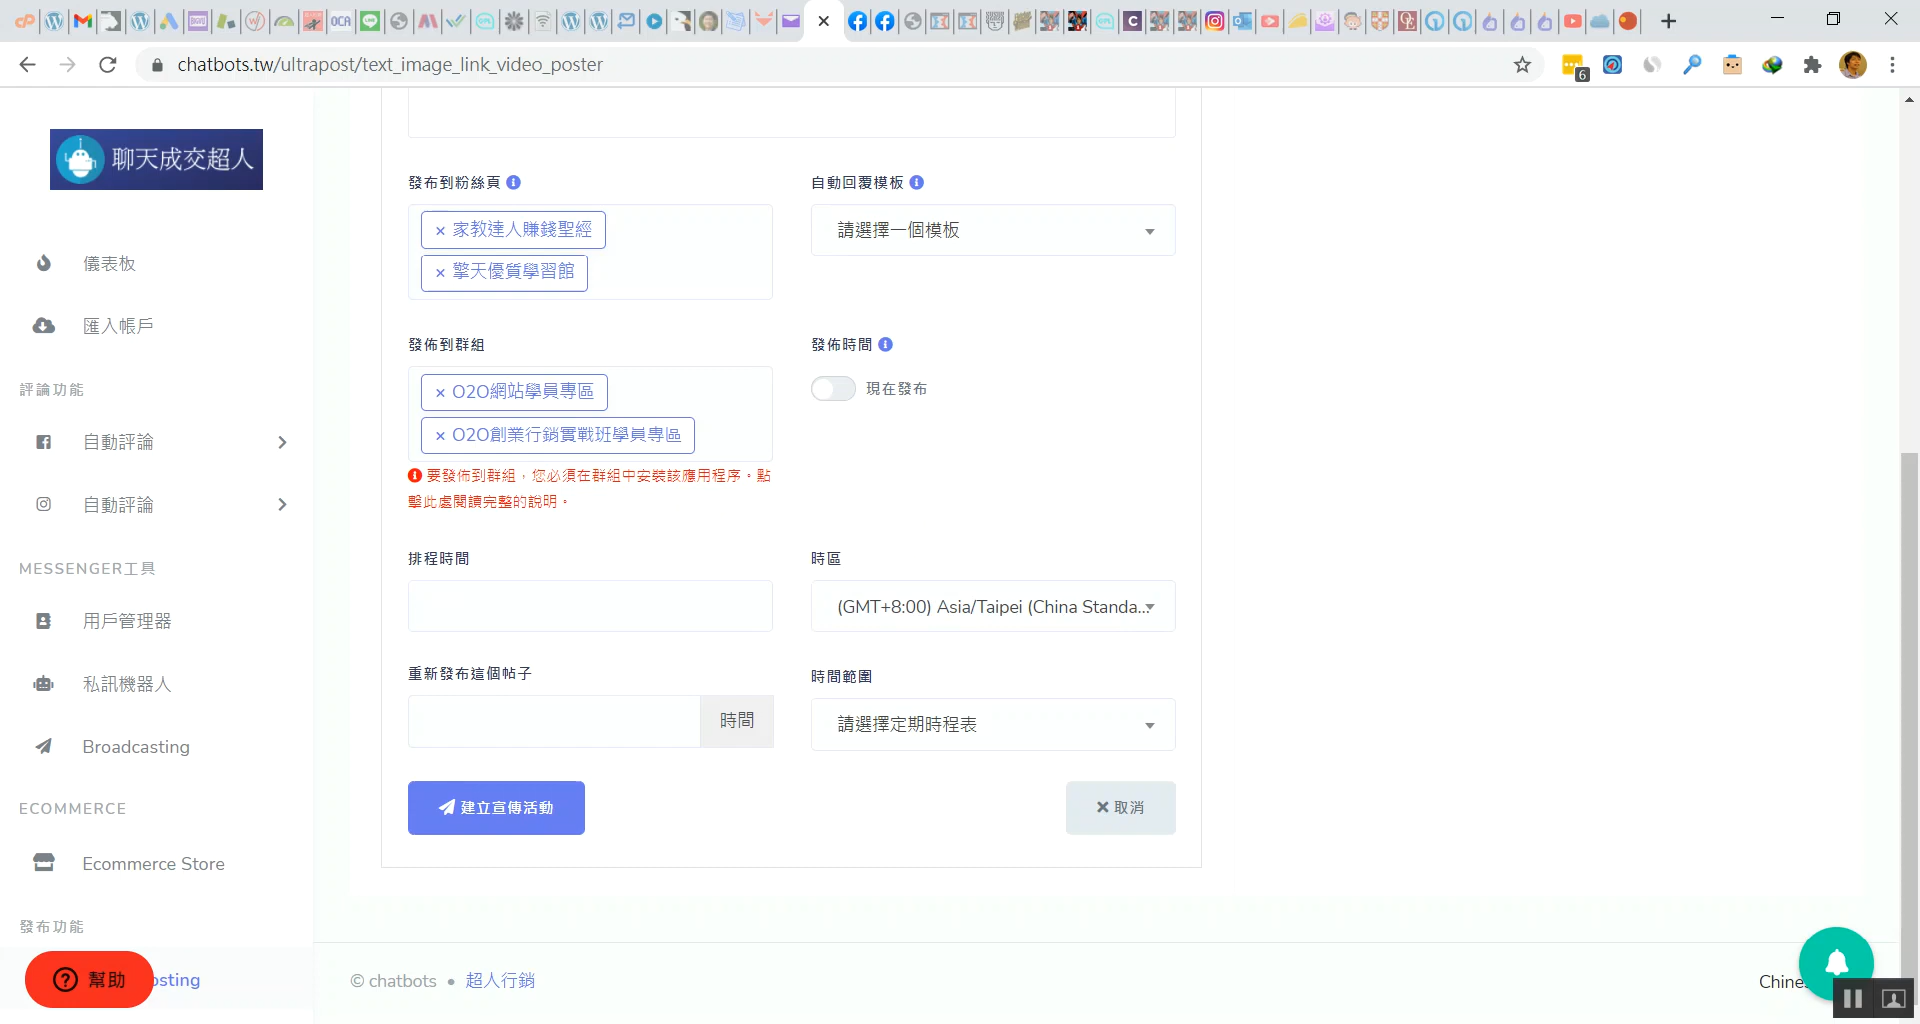 chatbots.tw/ultrapost/text_image_link_video_poster
6
聊天成交超人
儀表板
匯入帳戶
評論功能
自動評論
自動評論
MESSENGER工具
用戶管理器
私訊機器人
Broadcasting
ECOMMERCE
Ecommerce Store
發布功能
幫助
osting
發布到粉絲頁
× 家教達人賺錢聖經
× 擎天優質學習館
自動回覆模板
請選擇一個模板
發佈到群組
× O2O網站學員專區
× O2O創業行銷實戰班學員專區
要發佈到群組，您必須在群組中安裝該應用程序。點
擊此處閱讀完整的說明。
發佈時間
現在發布
排程時間
時區
(GMT+8:00) Asia/Taipei (China Standa...
重新發布這個帖子
時間
時間範圍
請選擇定期時程表
建立宣傳活動
取消
© chatbots • 超人行銷
Chine